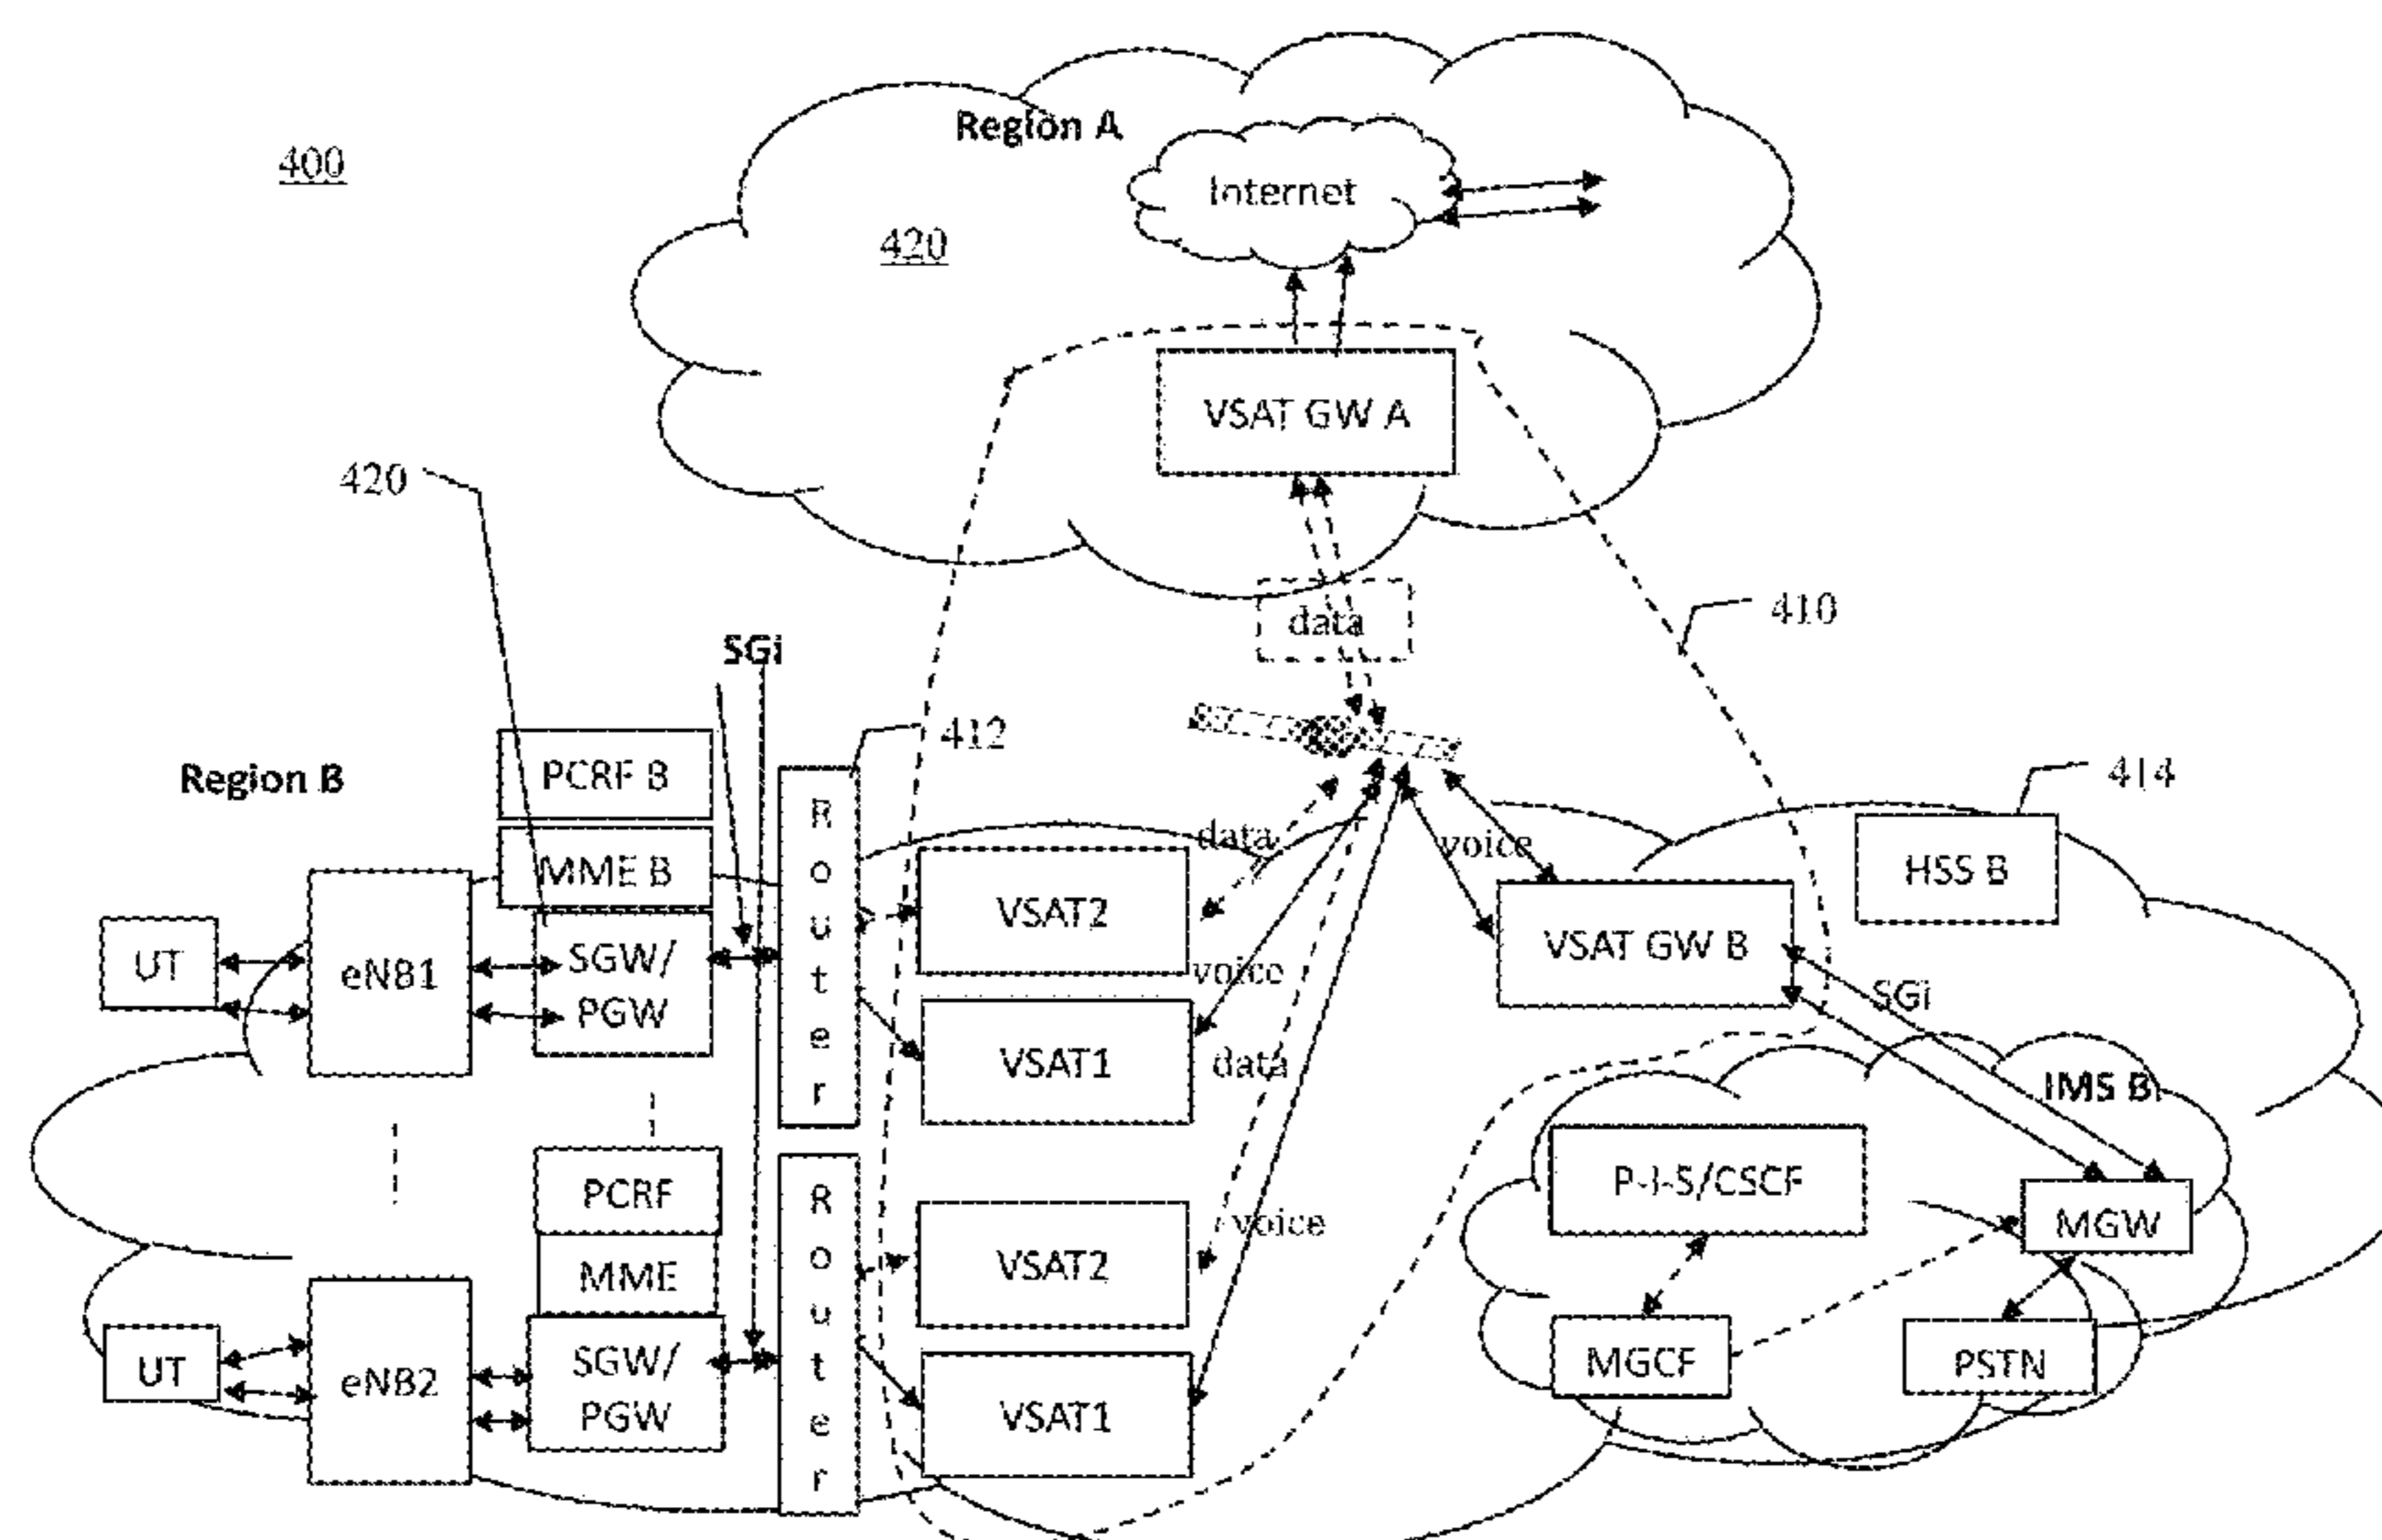 Region A
400
Internet
420
VSAT GW A
420
data
410
SGi
412
PCRF B
Region B
414
data
voice
HSS B
MME B
Router
VSAT2
VSAT GW B
UT
eNB1
SGW/
PGW
voice
SGi
VSAT1
data
IMS B
P-I-S/CSCF
PCRF
Router
voice
MGW
MME
VSAT2
UT
eNB2
SGW/
PGW
MGCF
PSTN
VSAT1